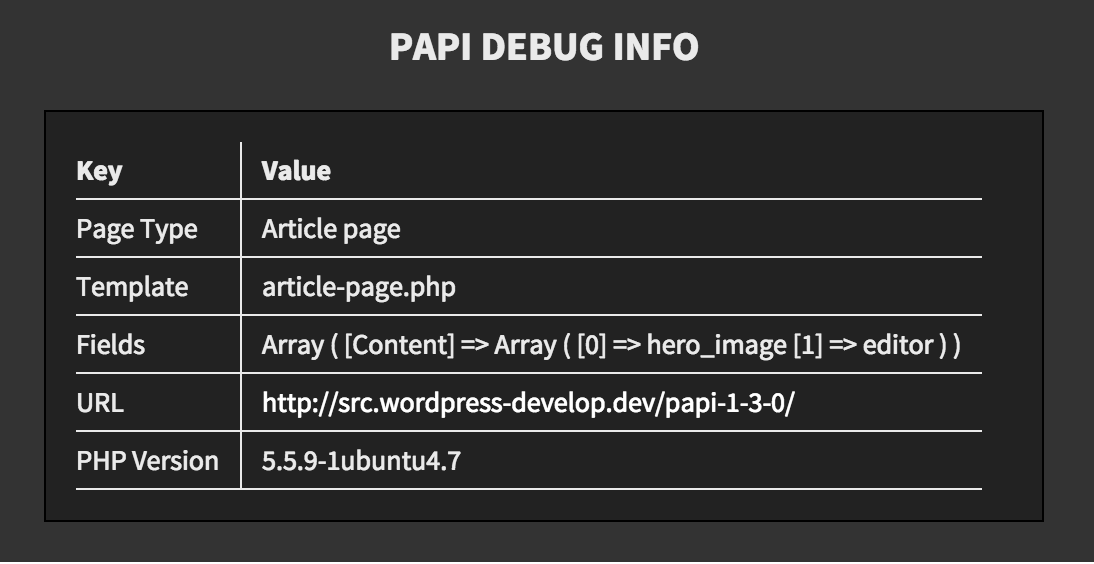 PAPI DEBUG INFO
Key Value
Page Type Article page
Template article-page.php
Fields Array ( [Content] => Array ( [0] => hero_image [1] => editor ) )
URL http://src.wordpress-develop.dev/papi-1-3-0/
PHP Version 5.5.9-1ubuntu4.7